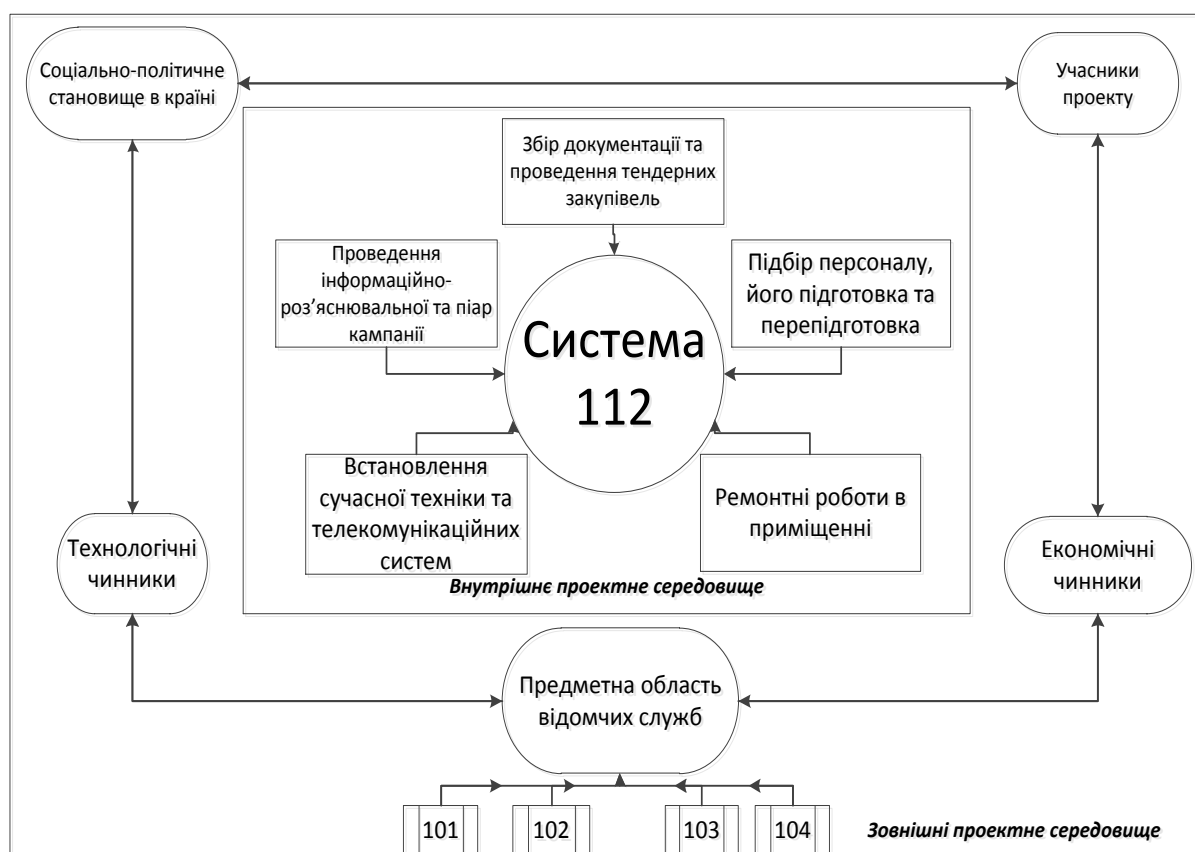 Соціально-політичне
становище в країні
Учасники
проекту
Збір документації та
проведення тендерних
закупівель
Проведення
інформаційно-
роз’яснювальної та піар
кампанії
Підбір персоналу,
його підготовка та
перепідготовка
Система
112
Встановлення
сучасної техніки та
телекомунікаційних
систем
Ремонтні роботи в
приміщенні
Внутрішнє проектне середовище
Технологічні
чинники
Економічні
чинники
Предметна область
відомчих служб
101
102
103
104
Зовнішні проектне середовище